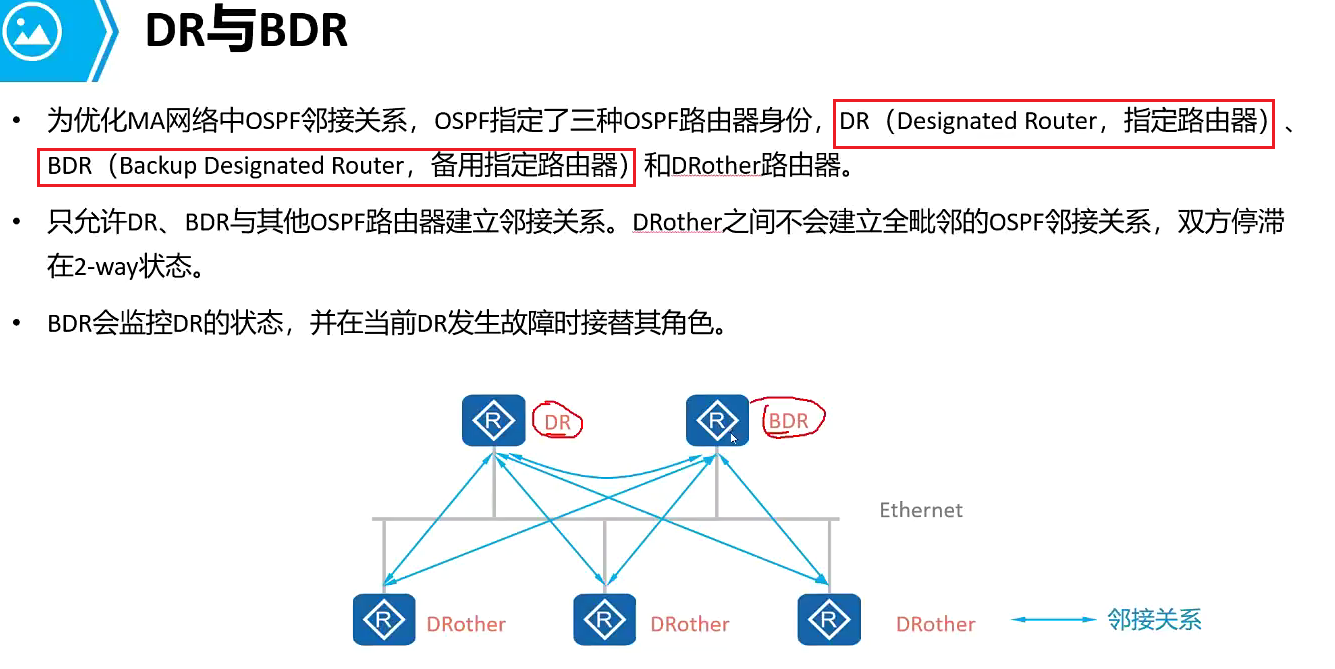 DR与BDR
• 为优化MA网络中OSPF邻接关系，OSPF指定了三种OSPF路由器身份，DR（Designated Router，指定路由器）、
BDR（Backup Designated Router，备用指定路由器）和DRother路由器。
• 只允许DR、BDR与其他OSPF路由器建立邻接关系。DRother之间不会建立全毗邻的OSPF邻接关系，双方停滞
在2-way状态。
• BDR会监控DR的状态，并在当前DR发生故障时接替其角色。
R DR R BDR
Ethernet
R DRother R DRother R DRother 邻接关系